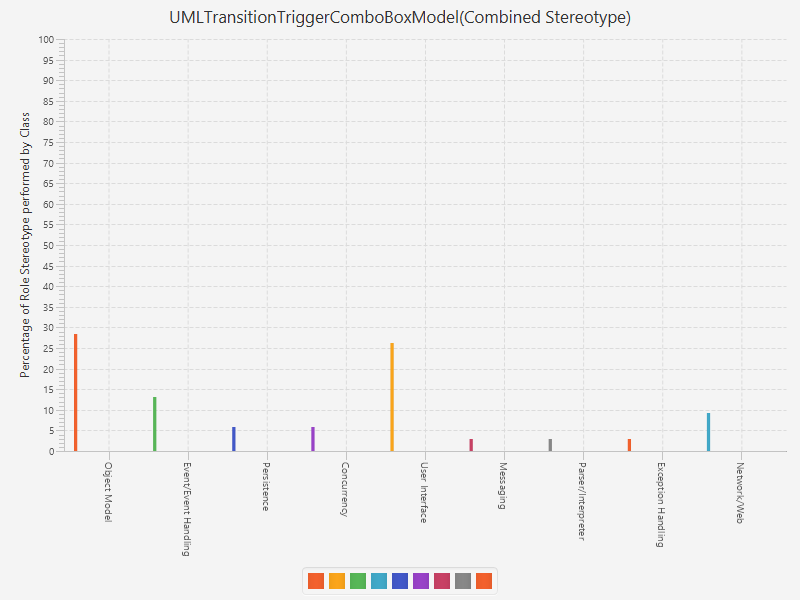 UMLTransitionTriggerComboBoxModel(Combined Stereotype)
Percentage of Role Stereotype performed by Class
100
95
90
85
80
75
70
65
60
55
50
45
40
35
30
25
20
15
10
5
0
Object Model
Event/Event Handling
Persistence
Concurrency
User Interface
Messaging
Parser/Interpreter
Exception Handling
Network/Web